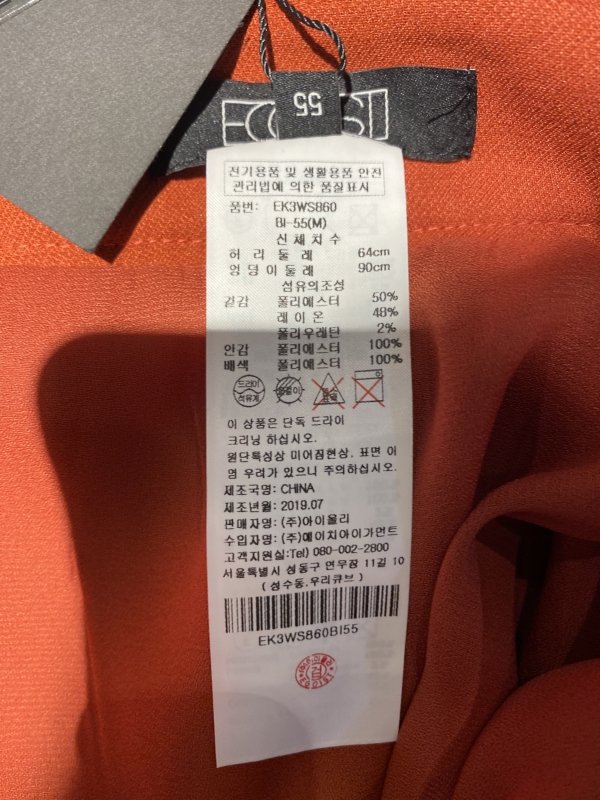 55
전기용품 및 생활용품 안전
관리법에 의한 품질표시
품번: EK3WS860
BI-55(M)
신체치수
허 리 둘 레 64cm
엉 덩 이 둘 레 90cm
섬유의조성
겉감 폴리에스터 50%
레 이 온 48%
폴리우레탄 2%
안감 폴리에스터 100%
배색 폴리에스터 100%
드라이
석유계
이 상품은 단독 드라이
크리닝 하십시오.
원단특성상 미어짐현상, 표면 이
염 우려가 있으니 주의하십시오.
제조국명: CHINA
제조년월: 2019.07
판매자명: (주)아이올리
수입자명: (주)에이치아이가먼트
고객지원실:Tel) 080-002-2800
서울특별시 성동구 연무장 11길 10
( 성수동.우리큐브 )
EK3WS860BI55
EGOIST